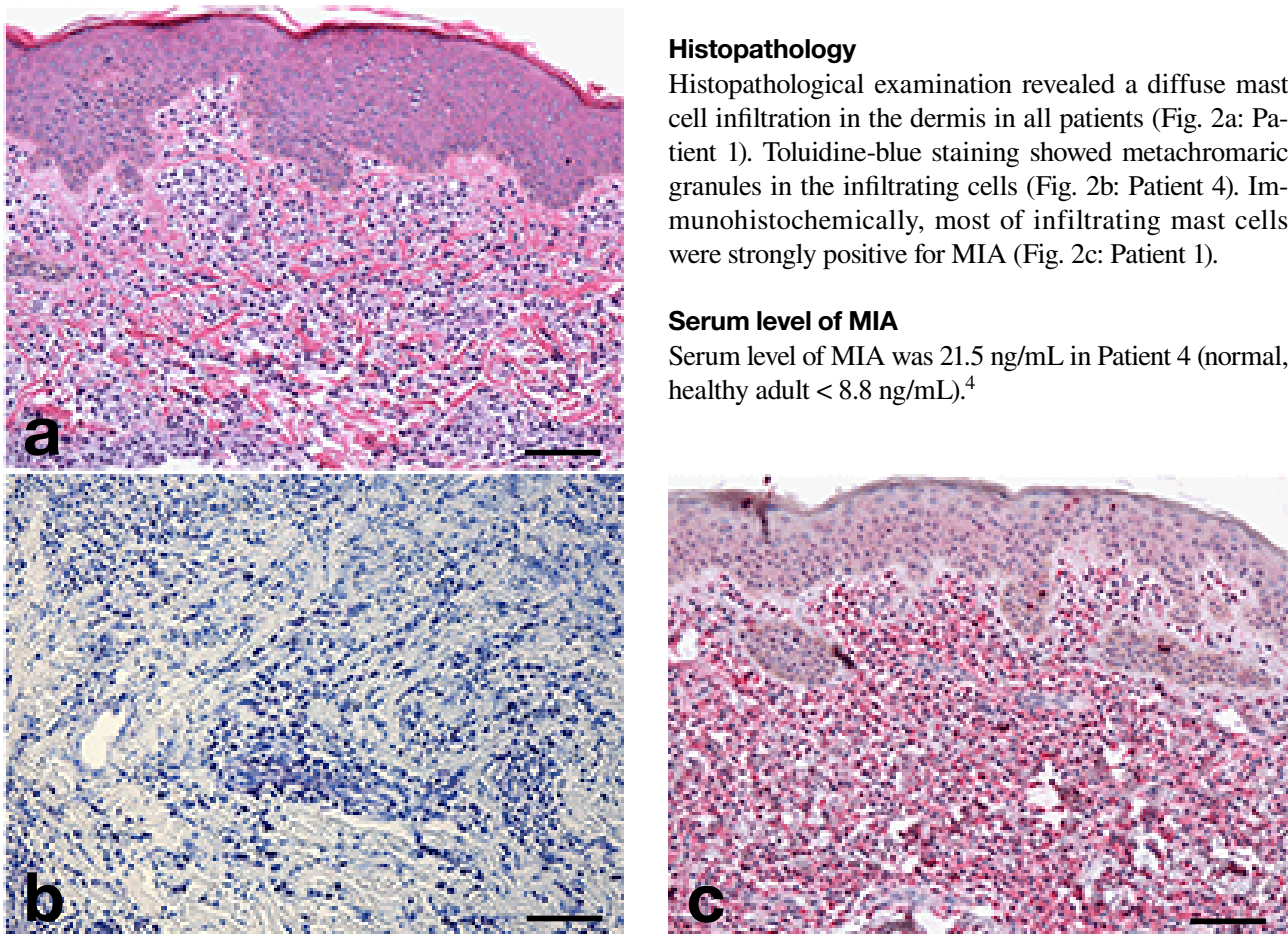 Histopathology
Histopathological examination revealed a diffuse mast
cell infiltration in the dermis in all patients (Fig. 2a: Pa-
tient 1). Toluidine-blue staining showed metachromaric
granules in the infiltrating cells (Fig. 2b: Patient 4). Im-
munohistochemically, most of infiltrating mast cells
were strongly positive for MIA (Fig. 2c: Patient 1).
Serum level of MIA
Serum level of MIA was 21.5 ng/mL in Patient 4 (normal,
healthy adult < 8.8 ng/mL).4
a
b
c